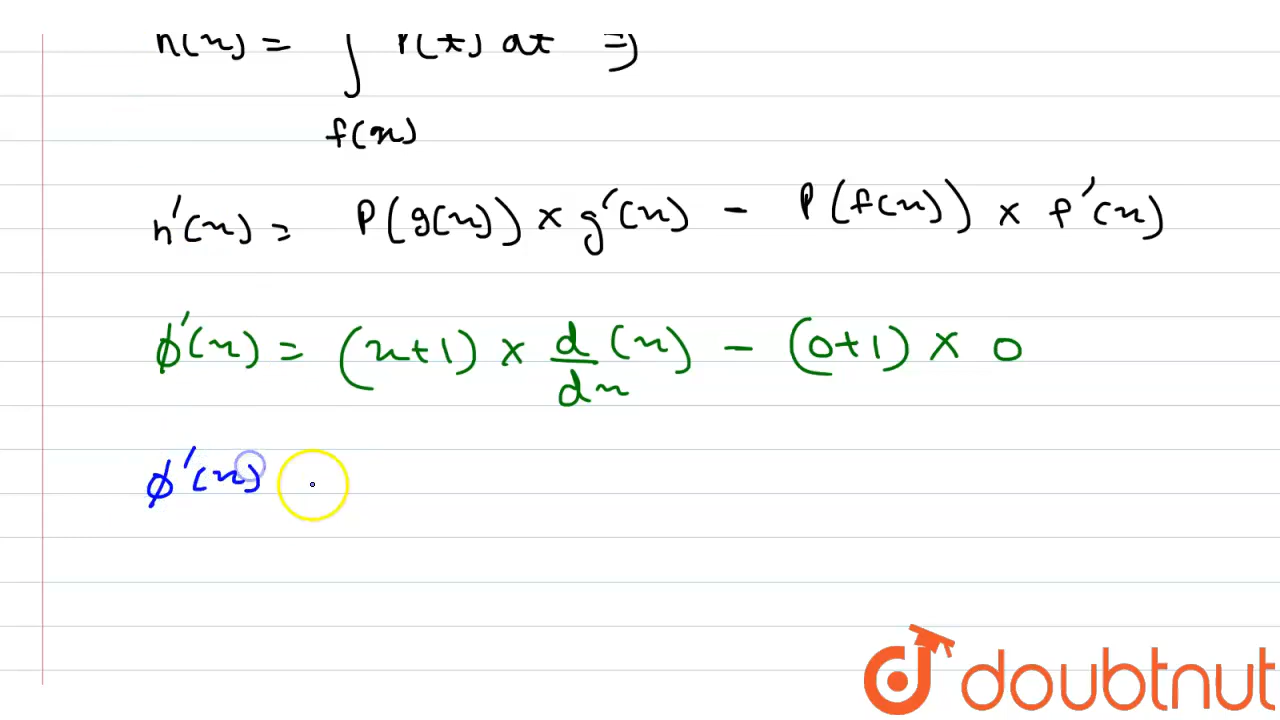 h(x) = ∫ P(t) dt ⇒
f(x)
h'(x) = P(g(x)) × g'(x) - P(f(x)) × f'(x)
ϕ'(x) = (x+1) × d/dx (x) - (0+1) × 0
ϕ'(x)
doubtnut